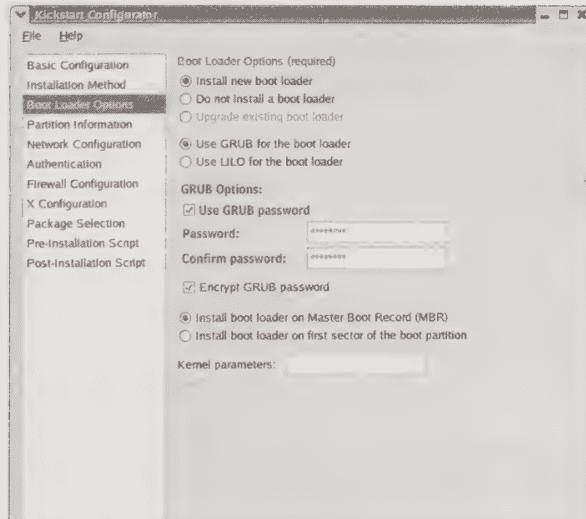 Kickstart Configurator
File Help
Basic Configuration
Installation Method
Boot Loader Options
Partition Information
Network Configuration
Authentication
Firewall Configuration
X Configuration
Package Selection
Pre-Installation Script
Post-Installation Script
Boot Loader Options (required)
Install new boot loader
Do not install a boot loader
Upgrade existing boot loader
Use GRUB for the boot loader
Use LILO for the boot loader
GRUB Options:
Use GRUB password
Password: ********
Confirm password: ********
Encrypt GRUB password
Install boot loader on Master Boot Record (MBR)
Install boot loader on first sector of the boot partition
Kernel parameters: